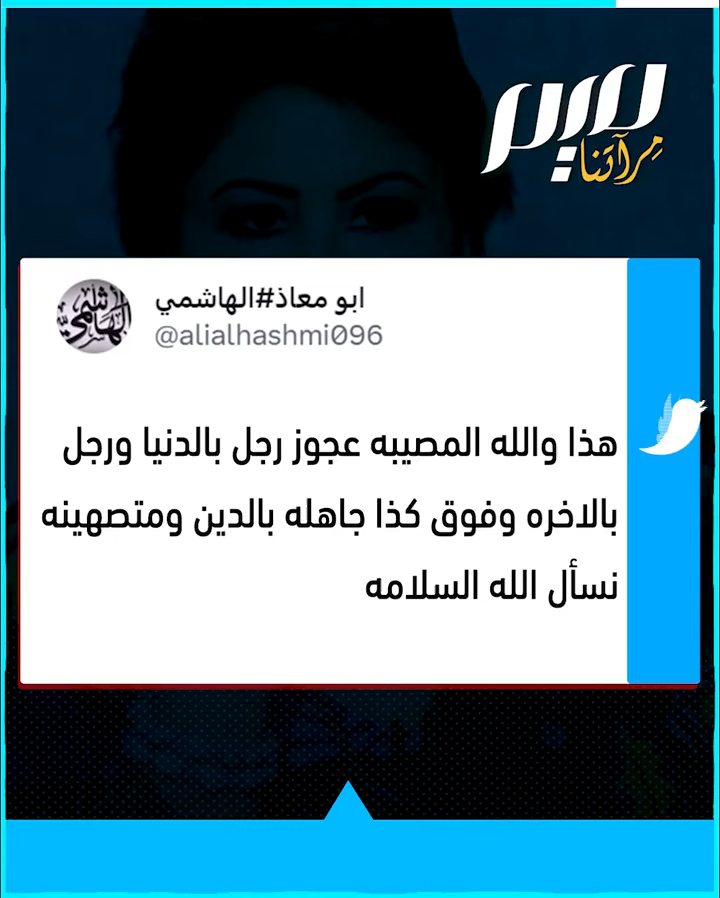 مرآتنا
ابو معاذ#الهاشمي
@alialhashmi096
هذا والله المصيبه عجوز رجل بالدنيا ورجل
بالاخره وفوق كذا جاهله بالدين ومتصهينه
نسأل الله السلامه